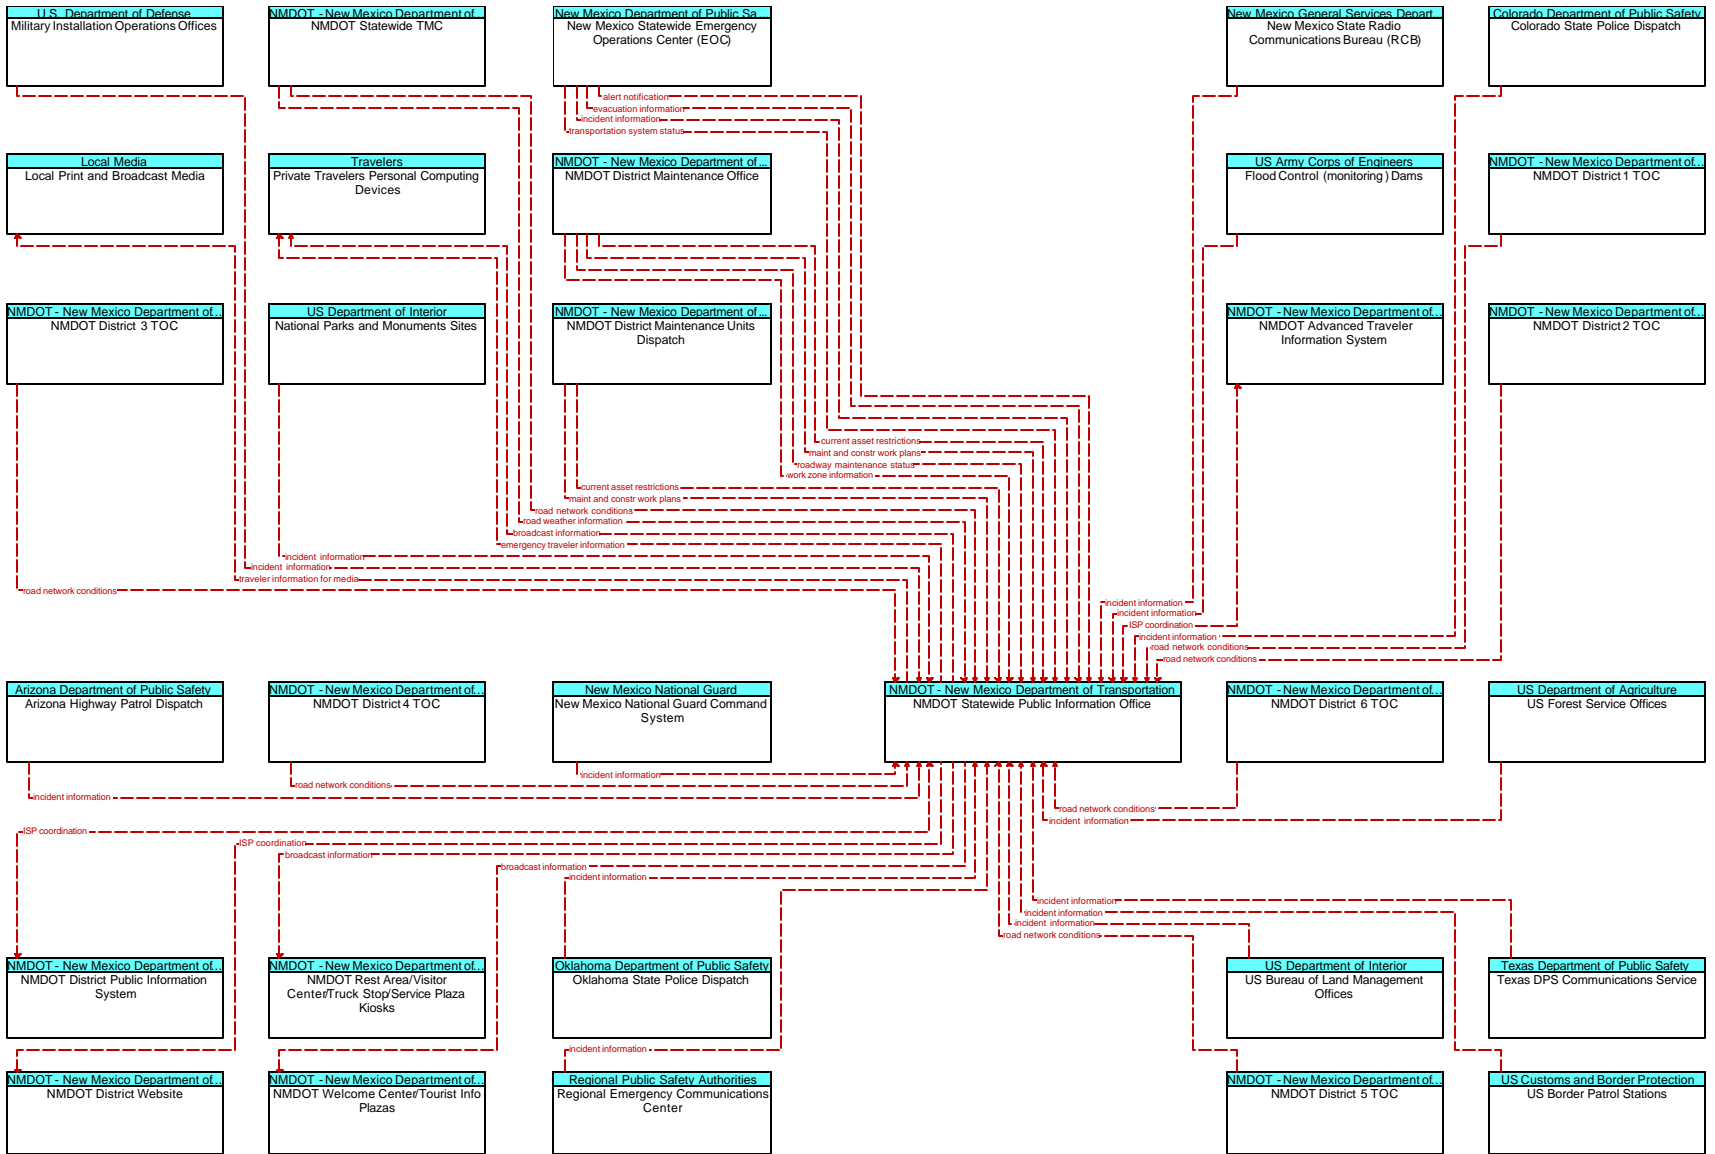 U.S. Department of Defense
Military Installation Operations Offices
NMDOT - New Mexico Department of...
NMDOT Statewide TMC
New Mexico Department of Public Sa...
New Mexico Statewide Emergency
Operations Center (EOC)
New Mexico General Services Depart...
New Mexico State Radio
Communications Bureau (RCB)
Colorado Department of Public Safety
Colorado State Police Dispatch
alert notification
evacuation information
incident information
transportation system status
Local Media
Local Print and Broadcast Media
Travelers
Private Travelers Personal Computing
Devices
NMDOT - New Mexico Department of...
NMDOT District Maintenance Office
US Army Corps of Engineers
Flood Control (monitoring) Dams
NMDOT - New Mexico Department of...
NMDOT District 1 TOC
NMDOT - New Mexico Department of...
NMDOT District 3 TOC
US Department of Interior
National Parks and Monuments Sites
NMDOT - New Mexico Department of...
NMDOT District Maintenance Units
Dispatch
NMDOT - New Mexico Department of...
NMDOT Advanced Traveler
Information System
NMDOT - New Mexico Department of...
NMDOT District 2 TOC
current asset restrictions
maint and constr work plans
roadway maintenance status
work zone information
current asset restrictions
maint and constr work plans
road network conditions
road weather information
broadcast information
emergency traveler information
incident information
incident information
traveler information for media
road network conditions
incident information
incident information
ISP coordination
incident information
road network conditions
road network conditions
Arizona Department of Public Safety
Arizona Highway Patrol Dispatch
NMDOT - New Mexico Department of...
NMDOT District 4 TOC
New Mexico National Guard
New Mexico National Guard Command
System
NMDOT - New Mexico Department of Transportation
NMDOT Statewide Public Information Office
NMDOT - New Mexico Department of...
NMDOT District 6 TOC
US Department of Agriculture
US Forest Service Offices
incident information
road network conditions
incident information
road network conditions
incident information
ISP coordination
ISP coordination
broadcast information
broadcast information
incident information
incident information
incident information
incident information
road network conditions
NMDOT - New Mexico Department of...
NMDOT District Public Information
System
NMDOT - New Mexico Department of...
NMDOT Rest Area/Visitor
Center/Truck Stop/Service Plaza
Kiosks
Oklahoma Department of Public Safety
Oklahoma State Police Dispatch
US Department of Interior
US Bureau of Land Management
Offices
Texas Department of Public Safety
Texas DPS Communications Service
incident information
NMDOT - New Mexico Department of...
NMDOT District Website
NMDOT - New Mexico Department of...
NMDOT Welcome Center/Tourist Info
Plazas
Regional Public Safety Authorities
Regional Emergency Communications
Center
NMDOT - New Mexico Department of...
NMDOT District 5 TOC
US Customs and Border Protection
US Border Patrol Stations